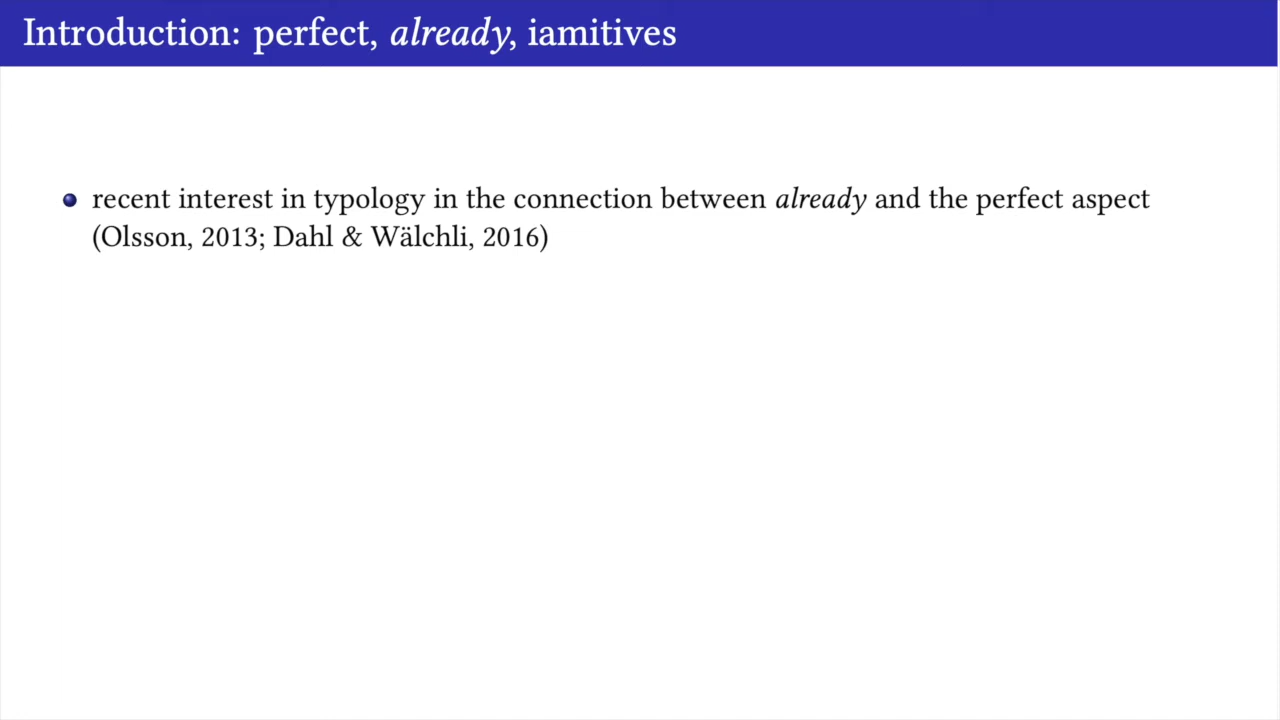 Introduction: perfect, already, iamitives
recent interest in typology in the connection between already and the perfect aspect
(Olsson, 2013; Dahl & Wälchli, 2016)